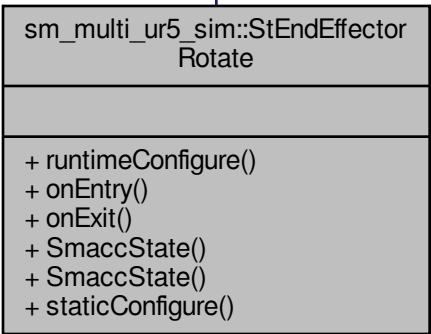 sm_multi_ur5_sim::StEndEffector
Rotate
+ runtimeConfigure()
+ onEntry()
+ onExit()
+ SmaccState()
+ SmaccState()
+ staticConfigure()